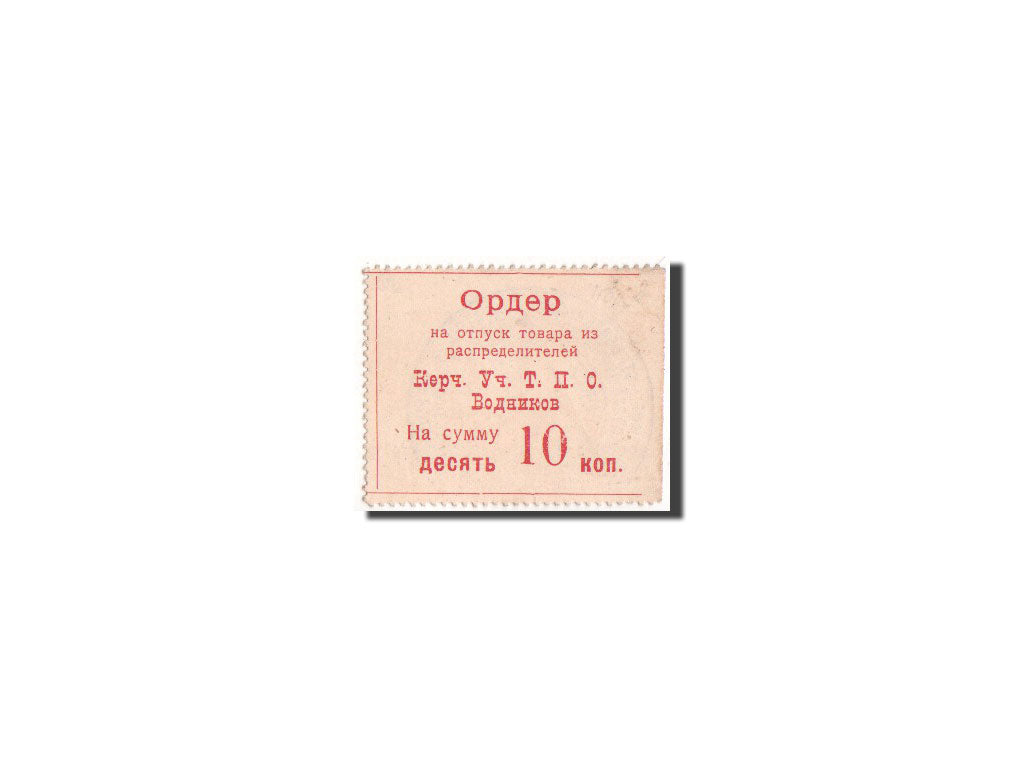 Ордер
на отпуск товара из
распределителей
Керч. Уч. Т. П. О.
Водников
На сумму 10
десять коп.